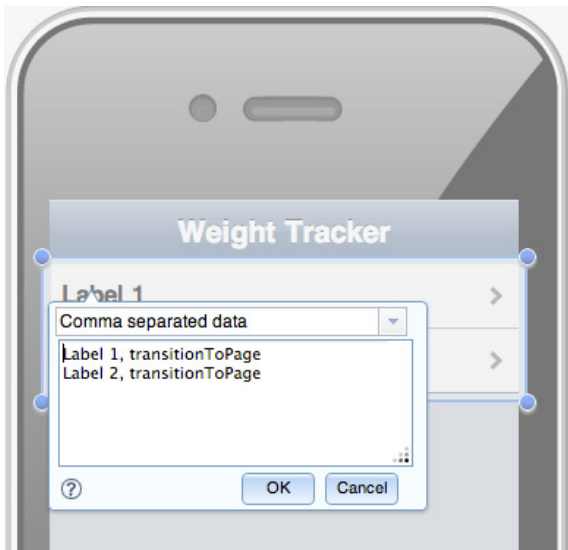 Weight Tracker
Label 1
Comma separated data
Label 1, transitionToPage
Label 2, transitionToPage
?
OK
Cancel